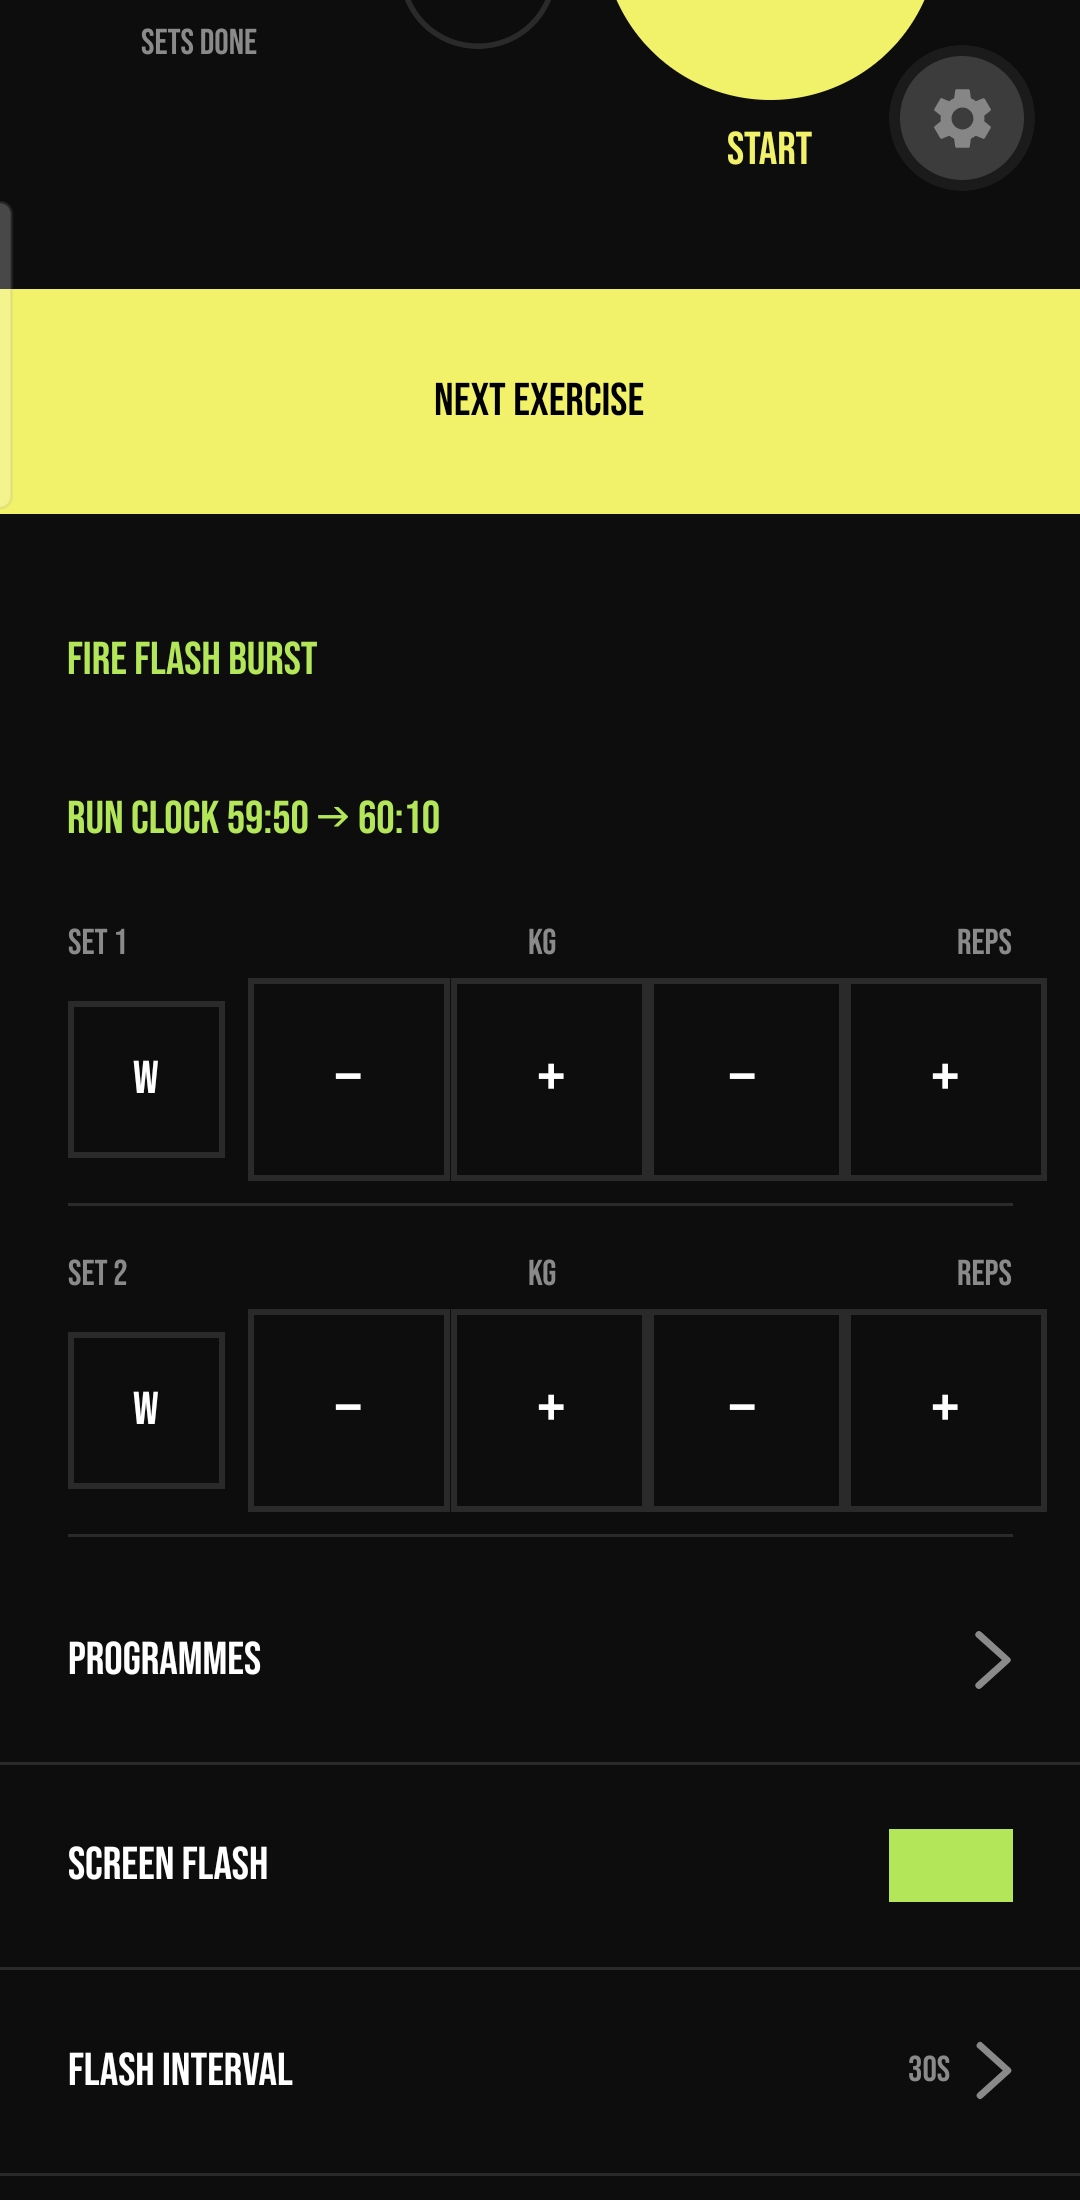 SETS DONE
START
NEXT EXERCISE
FIRE FLASH BURST
RUN CLOCK 59:50 → 60:10
SET 1 KG REPS
W − + − +
SET 2 KG REPS
W − + − +
PROGRAMMES
SCREEN FLASH
FLASH INTERVAL 30S